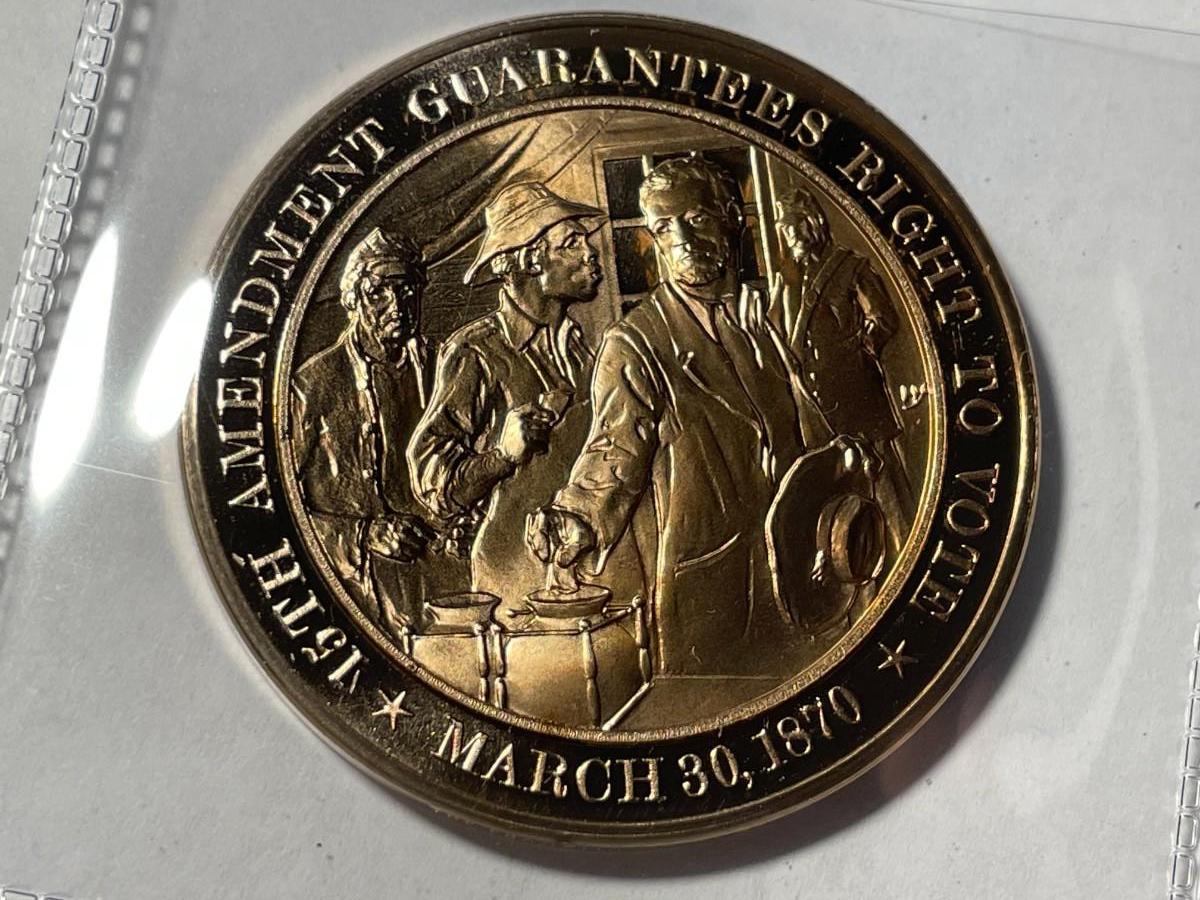 15TH AMENDMENT GUARANTEES RIGHT TO VOTE
★ MARCH 30, 1870 ★